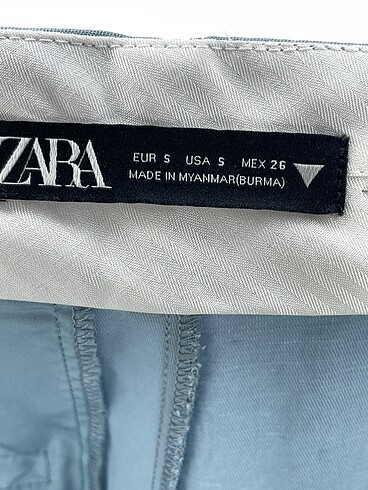 ZARA
EUR S USA S MEX 26
MADE IN MYANMAR(BURMA)